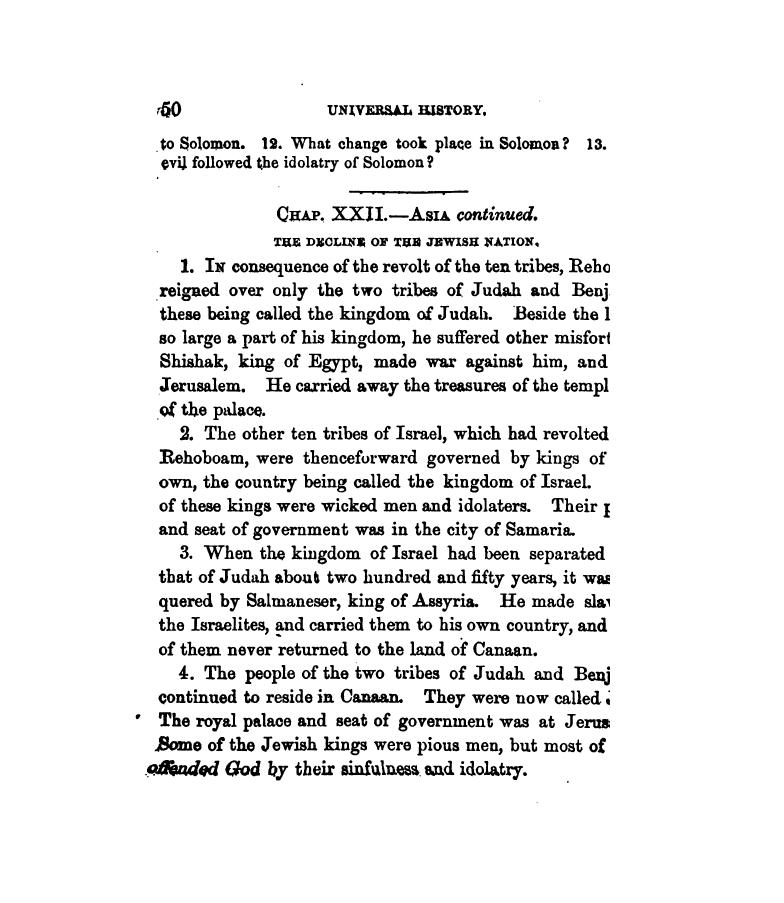 50 UNIVERSAL HISTORY.
to Solomon. 12. What change took place in Solomon? 13.
evil followed the idolatry of Solomon?
CHAP. XXII.—ASIA continued.
THE DECLINE OF THE JEWISH NATION.
1. IN consequence of the revolt of the ten tribes, Reho
reigned over only the two tribes of Judah and Benj
these being called the kingdom of Judah. Beside the l
so large a part of his kingdom, he suffered other misfort
Shishak, king of Egypt, made war against him, and
Jerusalem. He carried away the treasures of the templ
of the palace.
2. The other ten tribes of Israel, which had revolted
Rehoboam, were thenceforward governed by kings of
own, the country being called the kingdom of Israel.
of these kings were wicked men and idolaters. Their p
and seat of government was in the city of Samaria.
3. When the kingdom of Israel had been separated
that of Judah about two hundred and fifty years, it was
quered by Salmaneser, king of Assyria. He made slav
the Israelites, and carried them to his own country, and
of them never returned to the land of Canaan.
4. The people of the two tribes of Judah and Benj
continued to reside in Canaan. They were now called
The royal palace and seat of government was at Jerus
Some of the Jewish kings were pious men, but most of
offended God by their sinfulness and idolatry.